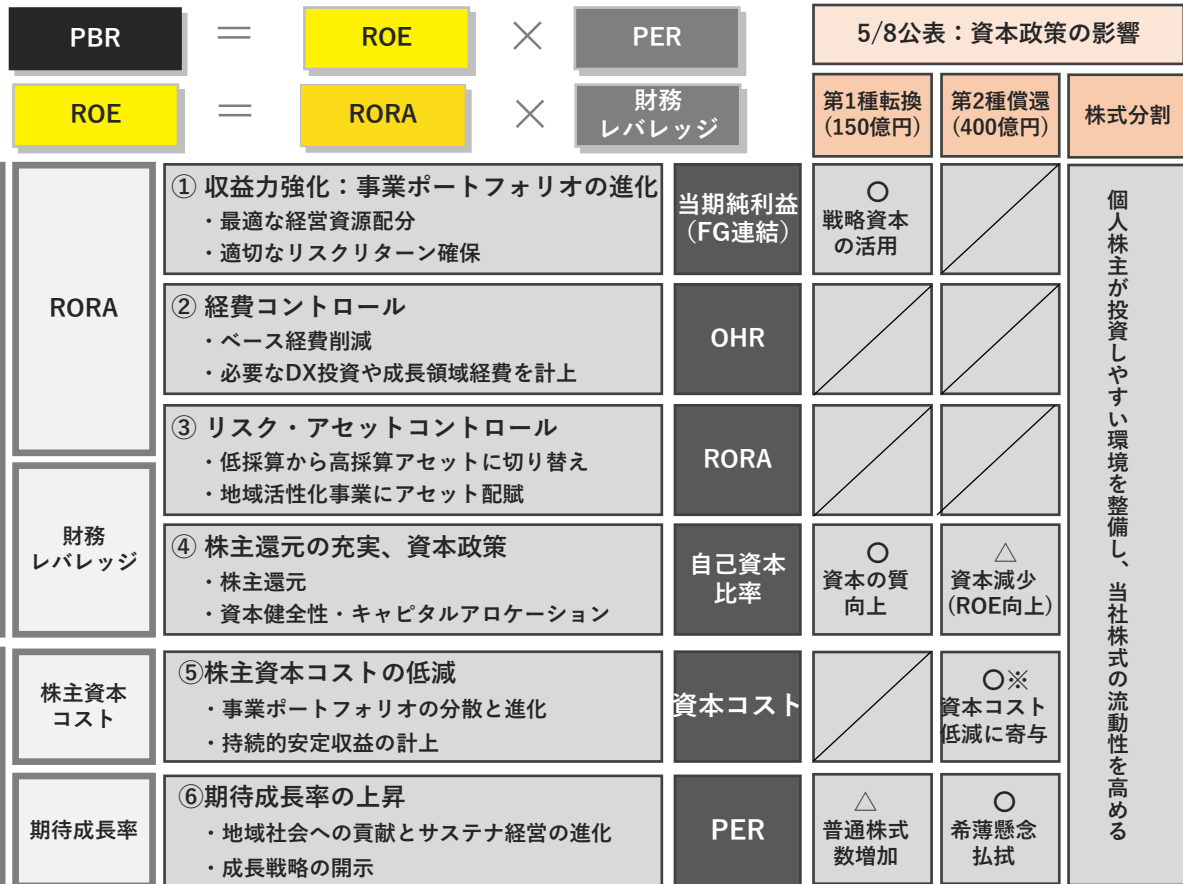 PBR = ROE × PER
5/8公表：資本政策の影響
ROE = RORA × 財務
レバレッジ
第1種転換
(150億円)
第2種償還
(400億円)
株式分割
RORA
① 収益力強化：事業ポートフォリオの進化
・最適な経営資源配分
・適切なリスクリターン確保
当期純利益
(FG連結)
○
戦略資本
の活用
② 経費コントロール
・ベース経費削減
・必要なDX投資や成長領域経費を計上
OHR
③ リスク・アセットコントロール
・低採算から高採算アセットに切り替え
・地域活性化事業にアセット配賦
RORA
財務
レバレッジ
④ 株主還元の充実、資本政策
・株主還元
・資本健全性・キャピタルアロケーション
自己資本
比率
○
資本の質
向上
△
資本減少
(ROE向上)
株主資本
コスト
⑤株主資本コストの低減
・事業ポートフォリオの分散と進化
・持続的安定収益の計上
資本コスト
○※
資本コスト
低減に寄与
期待成長率
⑥期待成長率の上昇
・地域社会への貢献とサステナ経営の進化
・成長戦略の開示
PER
△
普通株式
数増加
○
希薄懸念
払拭
個人株主が投資しやすい環境を整備し、当社株式の流動性を高める